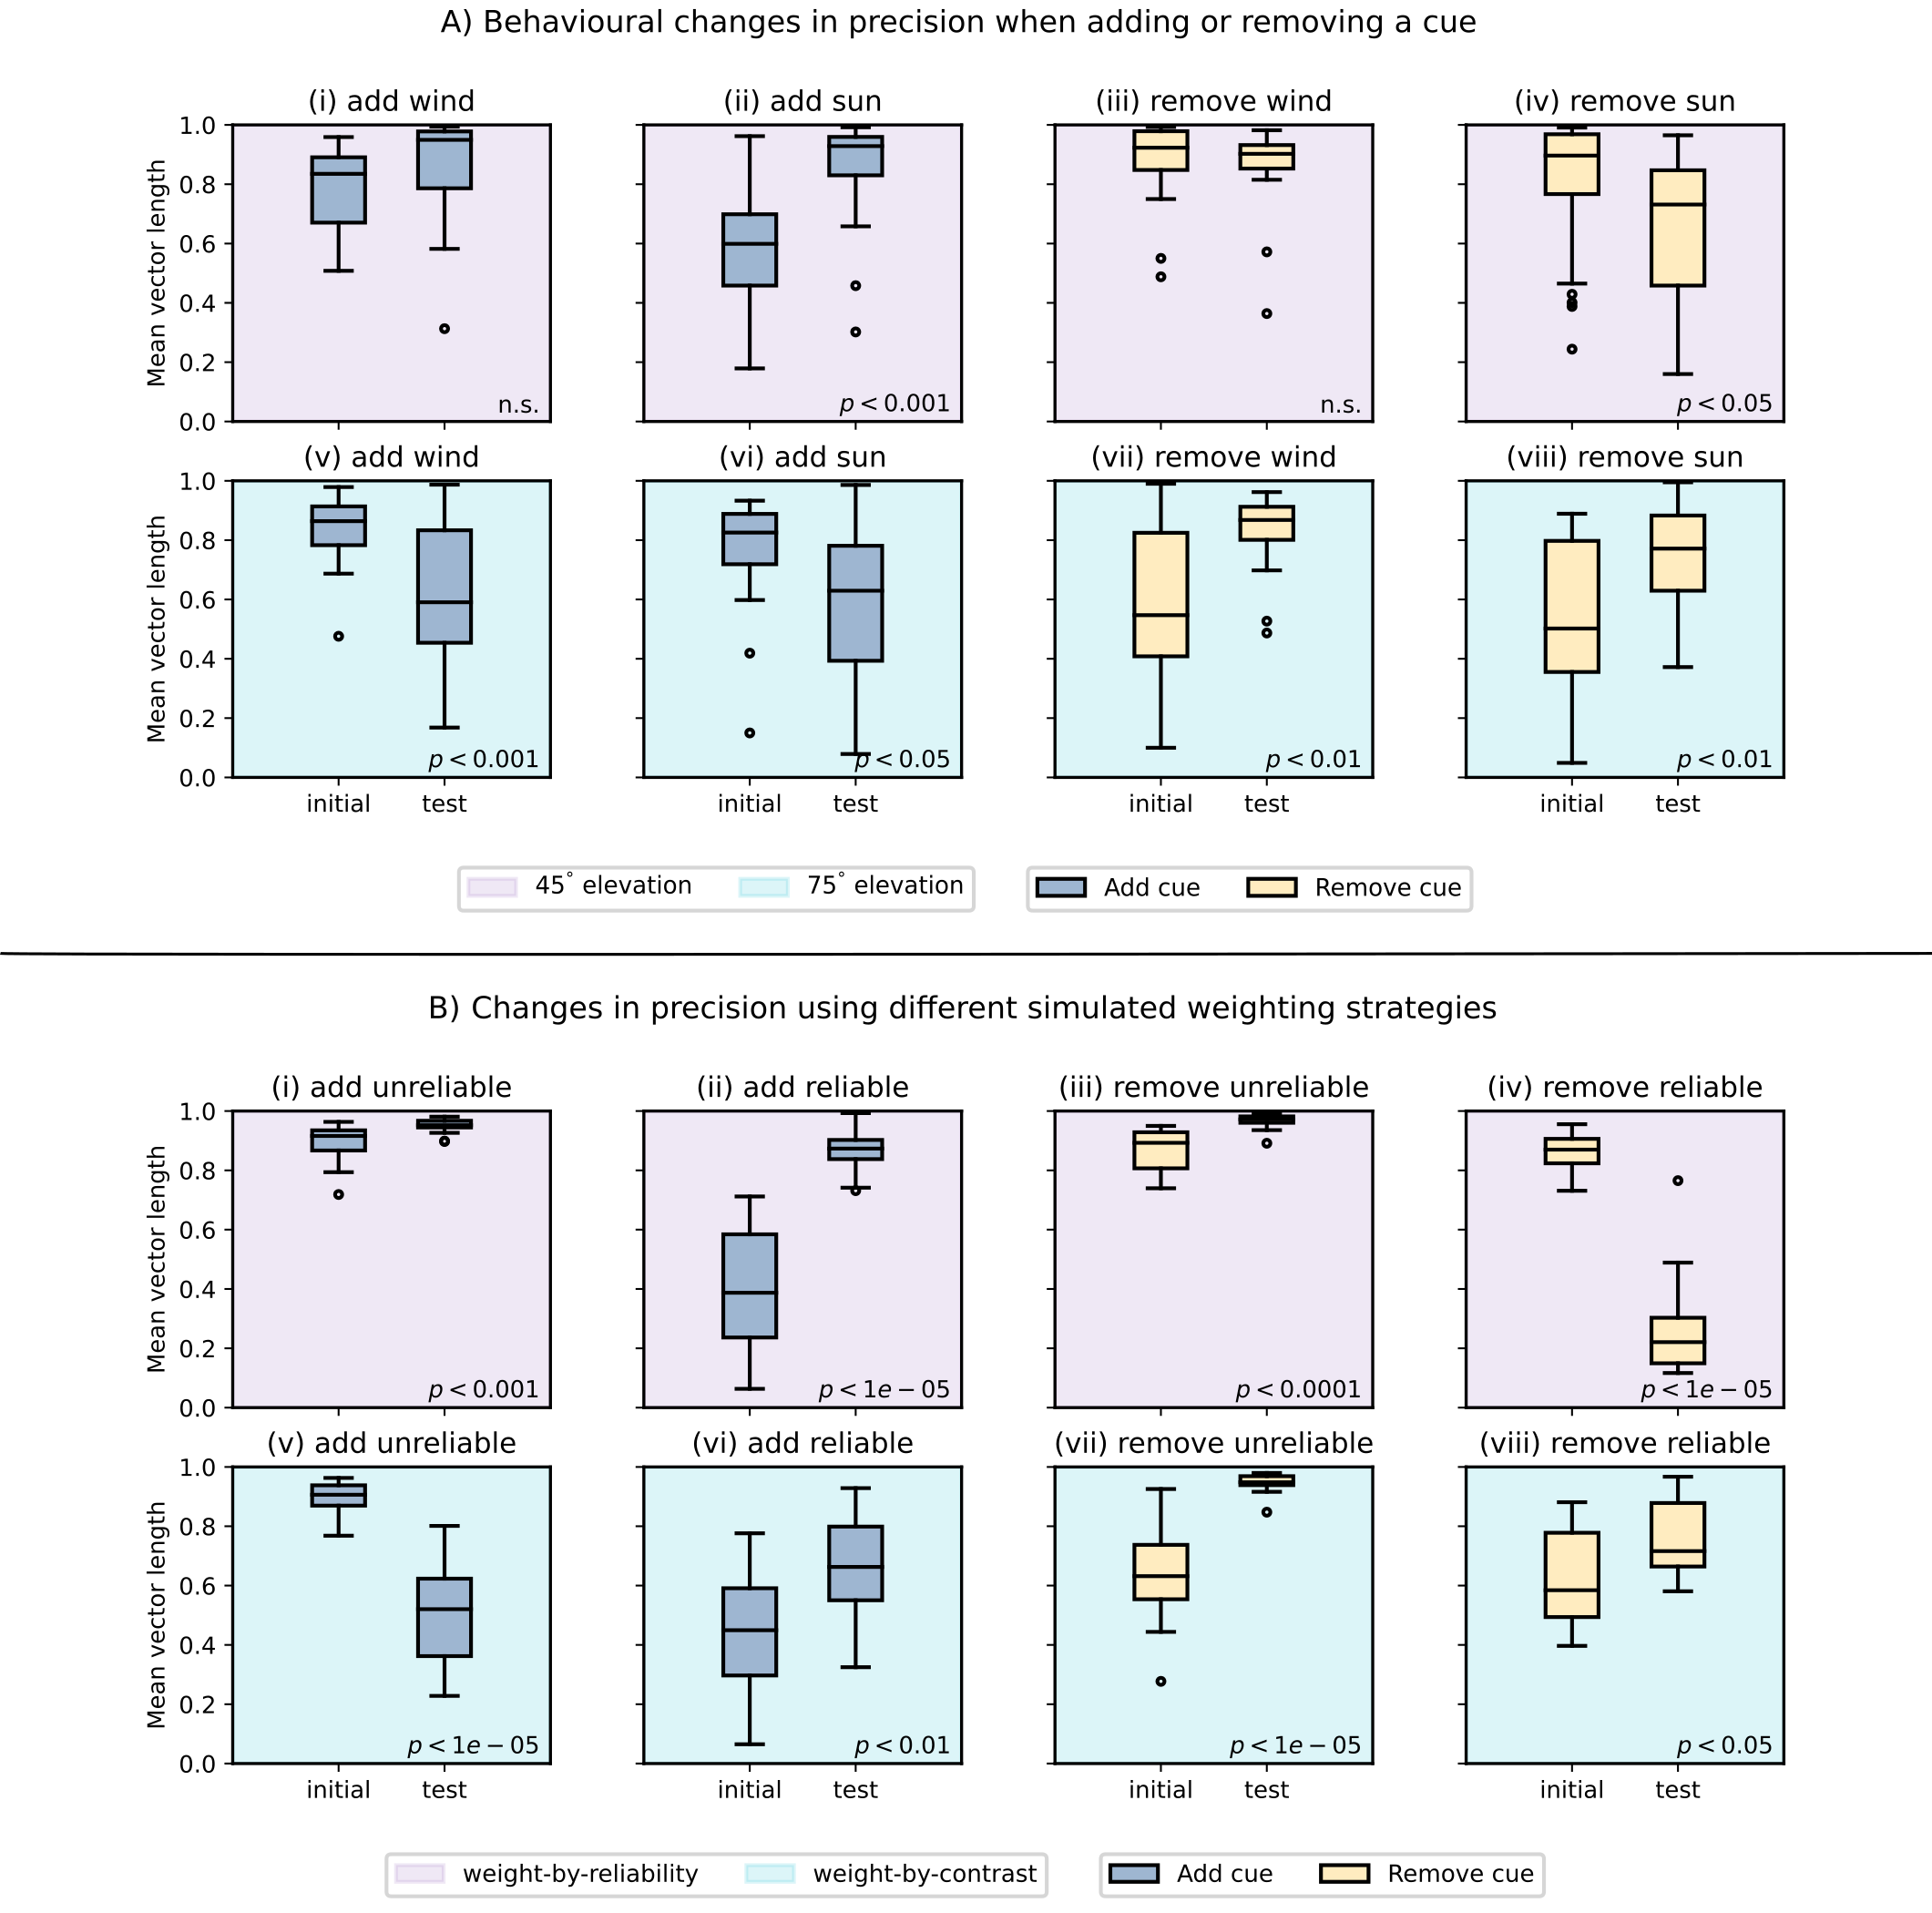 A) Behavioural changes in precision when adding or removing a cue
(i) add wind
(ii) add sun
(iii) remove wind
(iv) remove sun
Mean vector length
1.0
0.8
0.6
0.4
0.2
0.0
n.s.
p < 0.001
n.s.
p < 0.05
(v) add wind
(vi) add sun
(vii) remove wind
(viii) remove sun
Mean vector length
1.0
0.8
0.6
0.4
0.2
0.0
p < 0.001
p < 0.05
p < 0.01
p < 0.01
initial test
initial test
initial test
initial test
45° elevation
75° elevation
Add cue
Remove cue
B) Changes in precision using different simulated weighting strategies
(i) add unreliable
(ii) add reliable
(iii) remove unreliable
(iv) remove reliable
Mean vector length
1.0
0.8
0.6
0.4
0.2
0.0
p < 0.001
p < 1e − 05
p < 0.0001
p < 1e − 05
(v) add unreliable
(vi) add reliable
(vii) remove unreliable
(viii) remove reliable
Mean vector length
1.0
0.8
0.6
0.4
0.2
0.0
p < 1e − 05
p < 0.01
p < 1e − 05
p < 0.05
initial test
initial test
initial test
initial test
weight-by-reliability
weight-by-contrast
Add cue
Remove cue